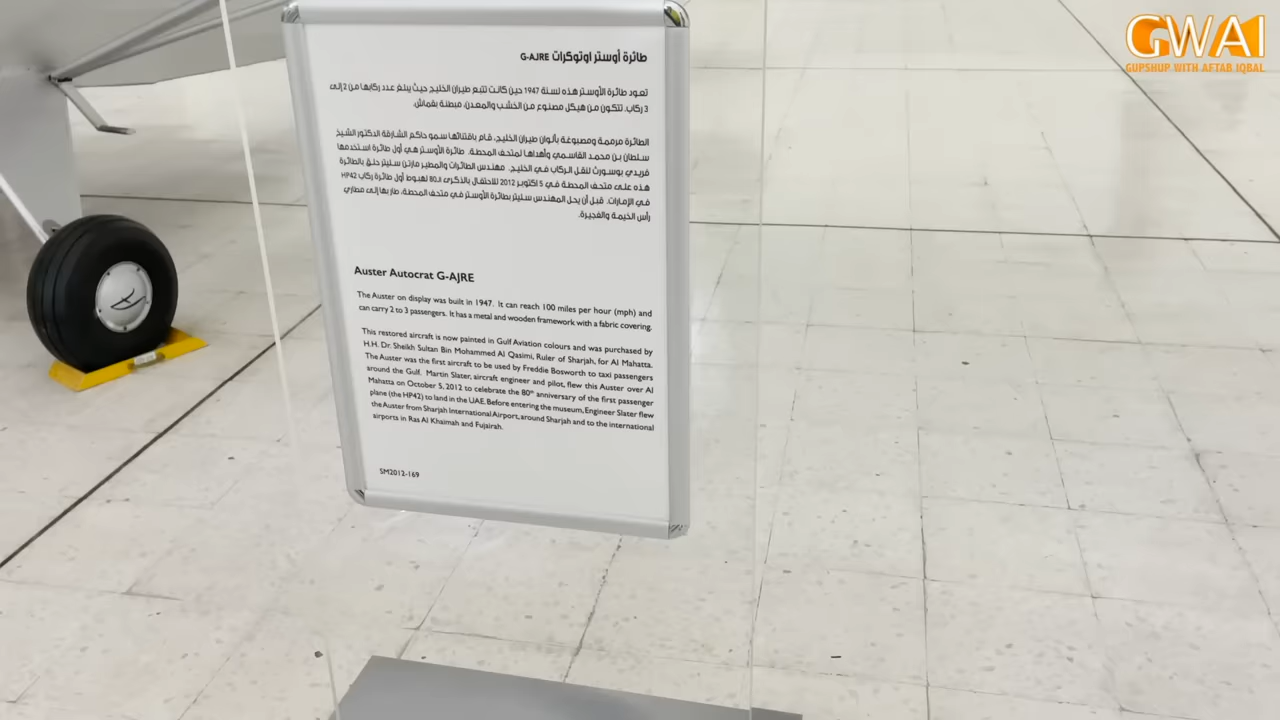 طائرة أوستر اوتوكرات G-AJRE
تعود طائرة الأوستر هذه لسنة 1947 حين كانت تتبع طيران الخليج حيث يبلغ عدد ركابها من 2 إلى
3 ركاب. تتكون من هيكل مصنوع من الخشب والمعدن، مبطنة بقماش.
الطائرة مرممة ومصبوغة بألوان طيران الخليج، قام باقتنائها سمو حاكم الشارقة الدكتور الشيخ
سلطان بن محمد القاسمي وأهداها لمتحف المحطة. طائرة الأوستر هي أول طائرة استخدمها
فريدي بوسورث لنقل الركاب في الخليج. مهندس الطائرات والمطير مارتن سليتر حلق بالطائرة
هذه على متحف المحطة في 5 اكتوبر 2012 للاحتفال بالذكرى الـ80 لهبوط أول طائرة ركاب HP42
في الإمارات. قبل أن يحل المهندس سليتر بطائرة الأوستر في متحف المحطة، طار بها إلى مطاري
رأس الخيمة والفجيرة.
Auster Autocrat G-AJRE
The Auster on display was built in 1947. It can reach 100 miles per hour (mph) and
can carry 2 to 3 passengers. It has a metal and wooden framework with a fabric covering.
This restored aircraft is now painted in Gulf Aviation colours and was purchased by
H.H. Dr. Sheikh Sultan Bin Mohammed Al Qasimi, Ruler of Sharjah, for Al Mahatta.
The Auster was the first aircraft to be used by Freddie Bosworth to taxi passengers
around the Gulf. Martin Slater, aircraft engineer and pilot, flew this Auster over Al
Mahatta on October 5, 2012 to celebrate the 80th anniversary of the first passenger
plane (the HP42) to land in the UAE. Before entering the museum, Engineer Slater flew
the Auster from Sharjah International Airport, around Sharjah and to the international
airports in Ras Al Khaimah and Fujairah.
SM2012-169
GWAI
GUPSHUP WITH AFTAB IQBAL